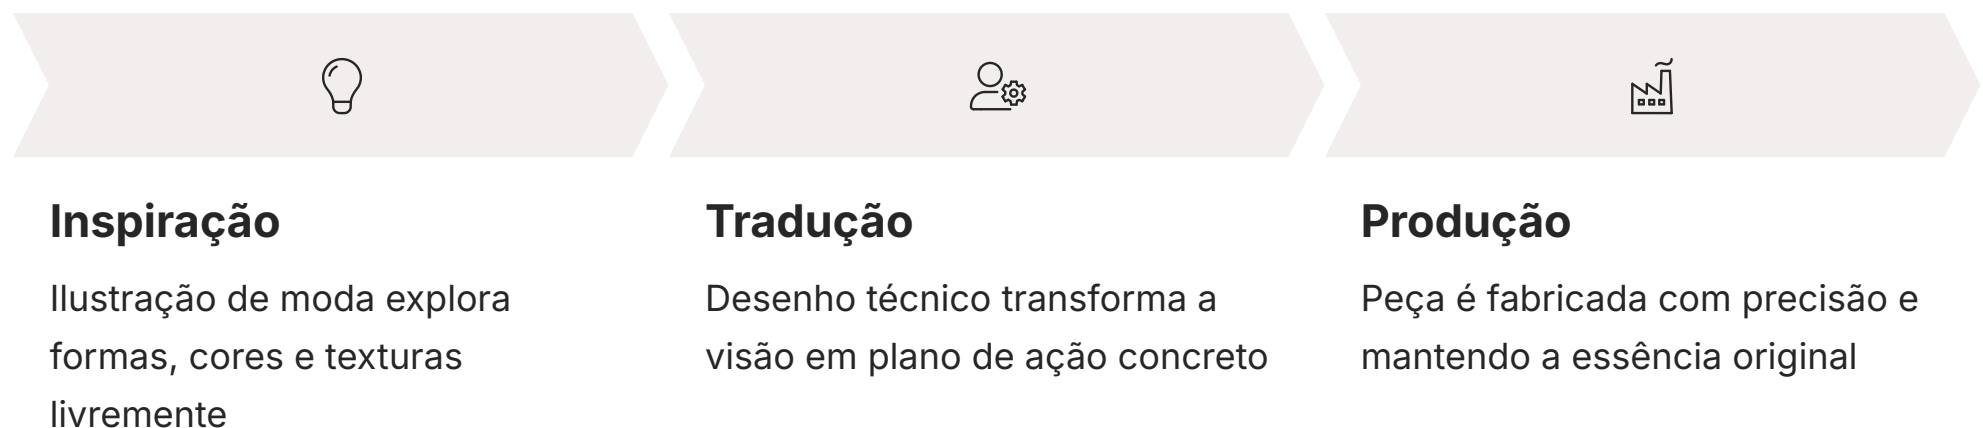 Inspiração
Ilustração de moda explora
formas, cores e texturas
livremente
Tradução
Desenho técnico transforma a
visão em plano de ação concreto
Produção
Peça é fabricada com precisão e
mantendo a essência original